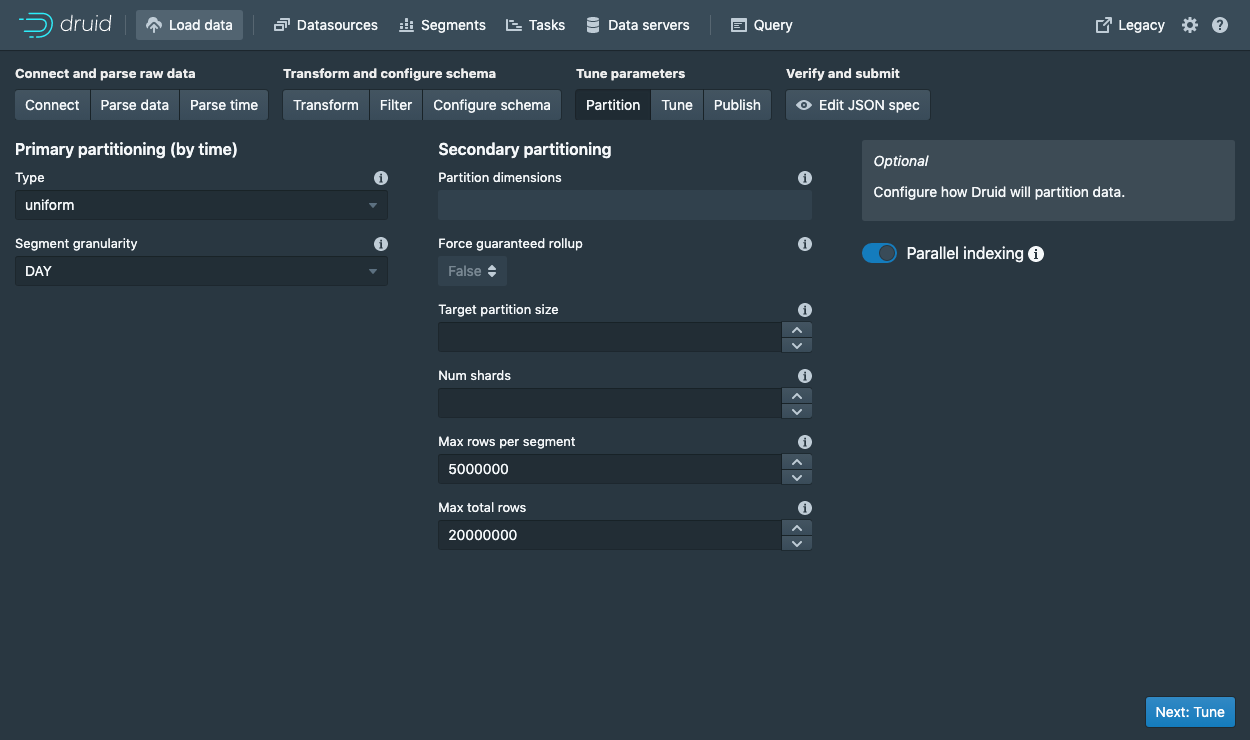 druid Load data Datasources Segments Tasks Data servers Query Legacy
Connect and parse raw data Transform and configure schema Tune parameters Verify and submit
Connect Parse data Parse time Transform Filter Configure schema Partition Tune Publish Edit JSON spec
Primary partitioning (by time)
Type
uniform
Segment granularity
DAY
Secondary partitioning
Partition dimensions
Force guaranteed rollup
False
Target partition size
Num shards
Max rows per segment
5000000
Max total rows
20000000
Optional
Configure how Druid will partition data.
Parallel indexing
Next: Tune